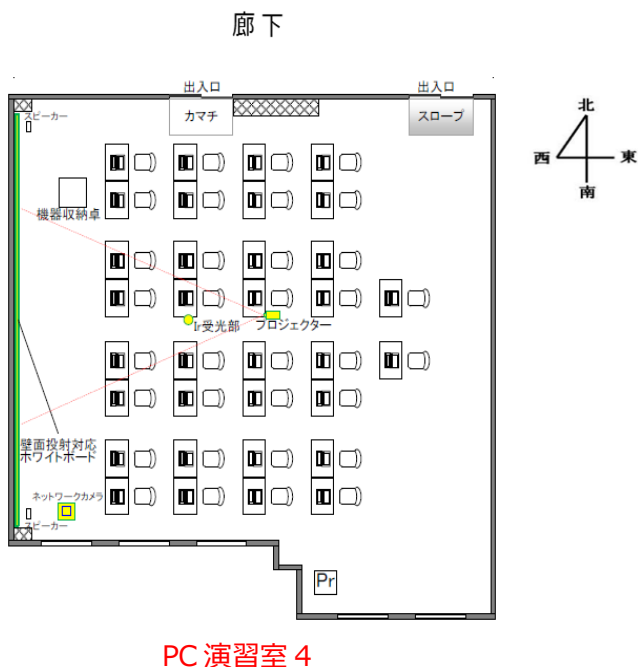 廊下
出入口
出入口
スピーカー
カマチ
スロープ
北
西
東
南
機器収納卓
Ir受光部
プロジェクター
壁面投射対応
ホワイトボード
ネットワークカメラ
スピーカー
Pr
PC 演習室 4